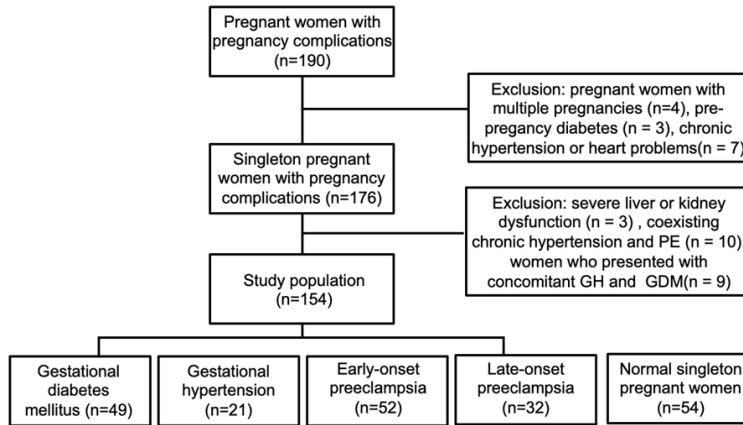 Pregnant women with
pregnancy complications
(n=190)
Exclusion: pregnant women with
multiple pregnancies (n=4), pre-
pregancy diabetes (n = 3), chronic
hypertension or heart problems(n = 7)
Singleton pregnant
women with pregnancy
complications (n=176)
Exclusion: severe liver or kidney
dysfunction (n = 3) , coexisting
chronic hypertension and PE (n = 10)
women who presented with
concomitant GH and GDM(n = 9)
Study population
(n=154)
Gestational
diabetes
mellitus (n=49)
Gestational
hypertension
(n=21)
Early-onset
preeclampsia
(n=52)
Late-onset
preeclampsia
(n=32)
Normal singleton
pregnant women
(n=54)